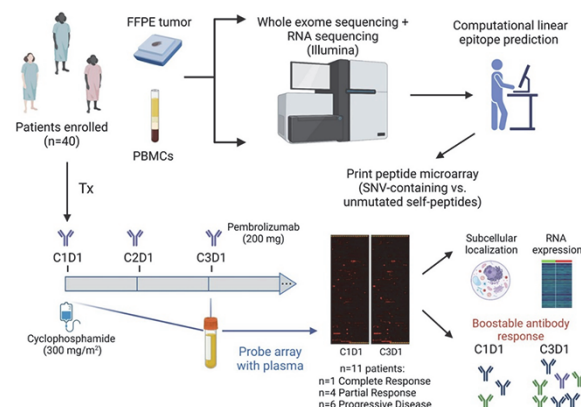 FFPE tumor
Whole exome sequencing +
RNA sequencing
(Illumina)
Computational linear
epitope prediction
Patients enrolled
(n=40)
PBMCs
Print peptide microarray
(SNV-containing vs.
unmutated self-peptides)
Tx
Pembrolizumab
(200 mg)
C1D1
C2D1
C3D1
Cyclophosphamide
(300 mg/m²)
Probe array
with plasma
C1D1
C3D1
n=11 patients:
n=1 Complete Response
n=4 Partial Response
n=6 Progressive Disease
Subcellular
localization
RNA
expression
Boostable antibody
response
C1D1
C3D1